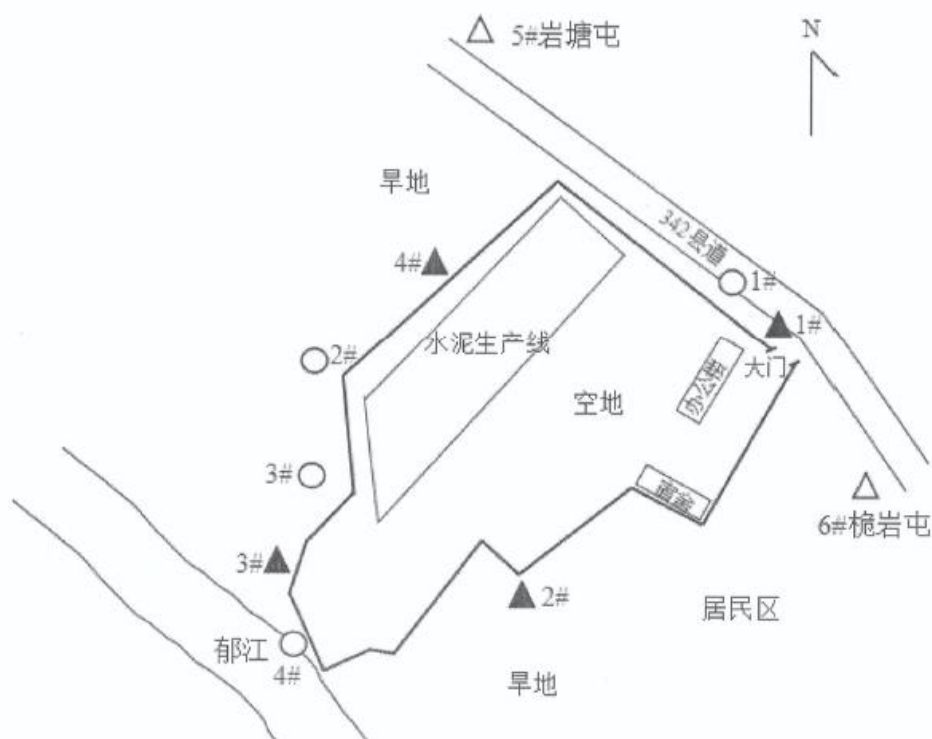 5#岩塘屯
N
旱地
342县道
1#
4#
1#
2#
水泥生产线
大门
办公楼
空地
3#
宿舍
6#桅岩屯
3#
2#
居民区
郁江
4#
旱地